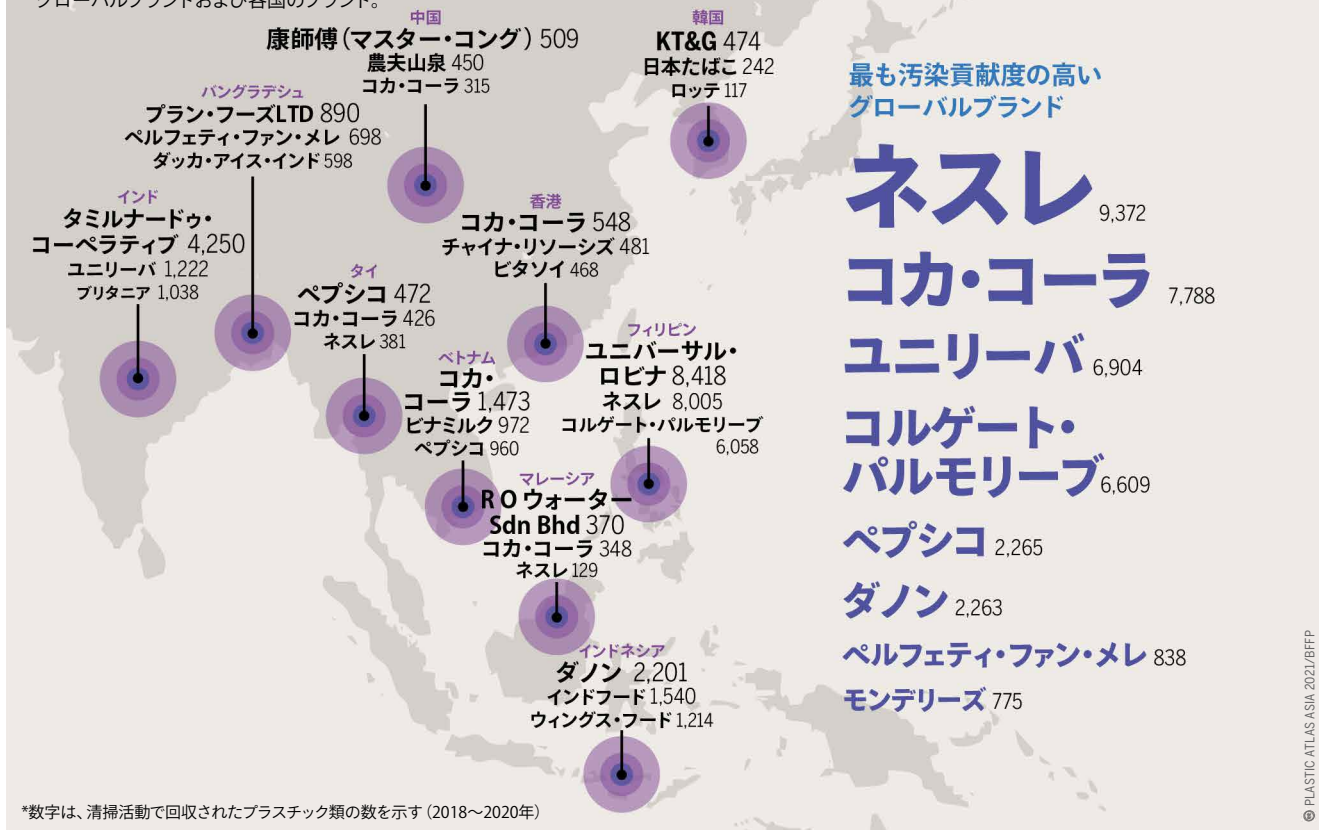 グローバルブランドおよび各国のブランド。
中国
康師傅（マスター・コング）509
農夫山泉 450
コカ・コーラ 315
韓国
KT&G 474
日本たばこ 242
ロッテ 117
バングラデシュ
プラン・フーズLTD 890
ペルフェティ・ファン・メレ 698
ダッカ・アイス・インド 598
インド
タミルナードゥ・
コーペラティブ 4,250
ユニリーバ 1,222
ブリタニア 1,038
タイ
ペプシコ 472
コカ・コーラ 426
ネスレ 381
香港
コカ・コーラ 548
チャイナ・リソーシズ 481
ビタソイ 468
ベトナム
コカ・
コーラ 1,473
ビナミルク 972
ペプシコ 960
フィリピン
ユニバーサル・
ロビナ 8,418
ネスレ 8,005
コルゲート・パルモリーブ
6,058
マレーシア
R O ウォーター
Sdn Bhd 370
コカ・コーラ 348
ネスレ 129
インドネシア
ダノン 2,201
インドフード 1,540
ウィングス・フード 1,214
最も汚染貢献度の高い
グローバルブランド
ネスレ 9,372
コカ・コーラ 7,788
ユニリーバ 6,904
コルゲート・
パルモリーブ 6,609
ペプシコ 2,265
ダノン 2,263
ペルフェティ・ファン・メレ 838
モンデリーズ 775
*数字は、清掃活動で回収されたプラスチック類の数を示す（2018〜2020年）
PLASTIC ATLAS ASIA 2021/BFFP